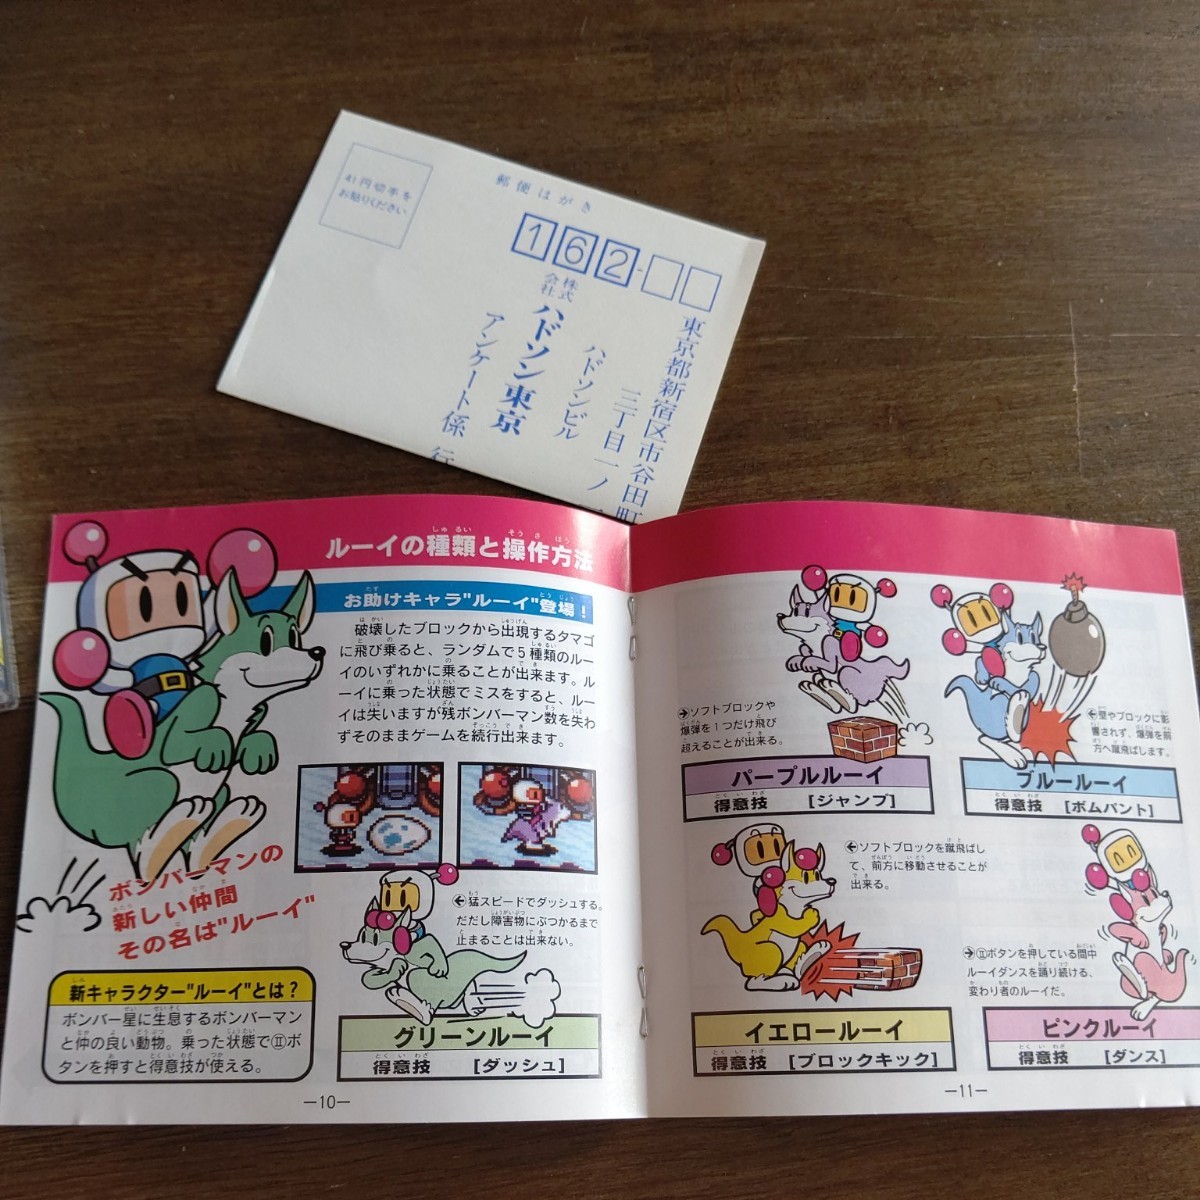 41円切手を
お貼りください
郵便はがき
162-
東京都新宿区市谷田町
三丁目一ノ
ハドソンビル
株式会社
ハドソン東京
アンケート係 行
ルーイの種類と操作方法
お助けキャラ"ルーイ"登場!
破壊したブロックから出現するタマゴ
に飛び乗ると、ランダムで5種類のルー
イのいずれかに乗ることが出来ます。ル
ーイに乗った状態でミスをすると、ルー
イは失いますが残ボンバーマン数を失わ
ずそのままゲームを続行出来ます。
ボンバーマンの
新しい仲間
その名は"ルーイ"
新キャラクター"ルーイ"とは?
ボンバー星に生息するボンバーマン
と仲の良い動物。乗った状態でⅡボ
タンを押すと得意技が使える。
猛スピードでダッシュする。
だだし障害物にぶつかるまで
止まることは出来ない。
グリーンルーイ
得意技 [ダッシュ]
—10—
ソフトブロックや
爆弾を1つだけ飛び
超えることが出来る。
パープルルーイ
得意技 [ジャンプ]
壁やブロックに影
響されず、爆弾を前
方へ蹴飛ばします。
ブルールーイ
得意技 [ボムパント]
ソフトブロックを蹴飛ばし
て、前方に移動させることが
出来る。
イエロールーイ
得意技 [ブロックキック]
Ⅱボタンを押している間中
ルーイダンスを踊り続ける、
変わり者のルーイだ。
ピンクルーイ
得意技 [ダンス]
—11—